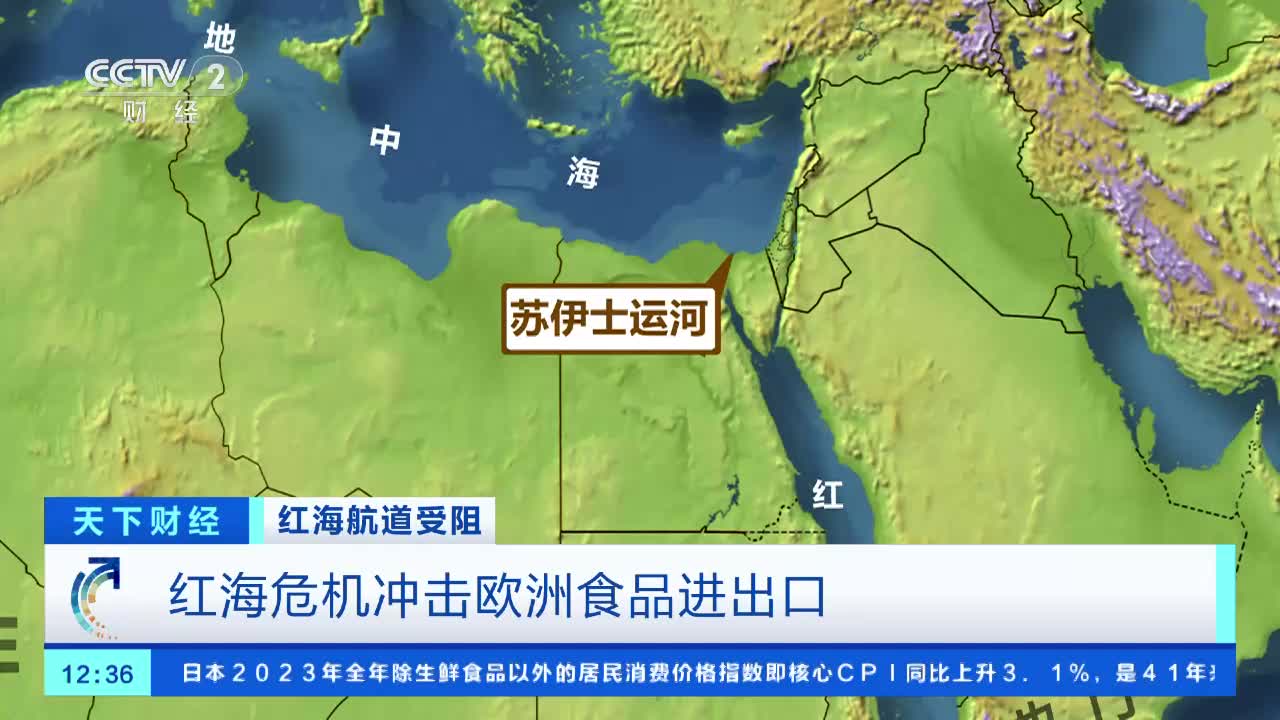 地
CCTV 2
财 经
中
海
苏伊士运河
红
天下财经
红海航道受阻
红海危机冲击欧洲食品进出口
12:36
日本2023年全年除生鲜食品以外的居民消费价格指数即核心CPI同比上升3.1%,是41年